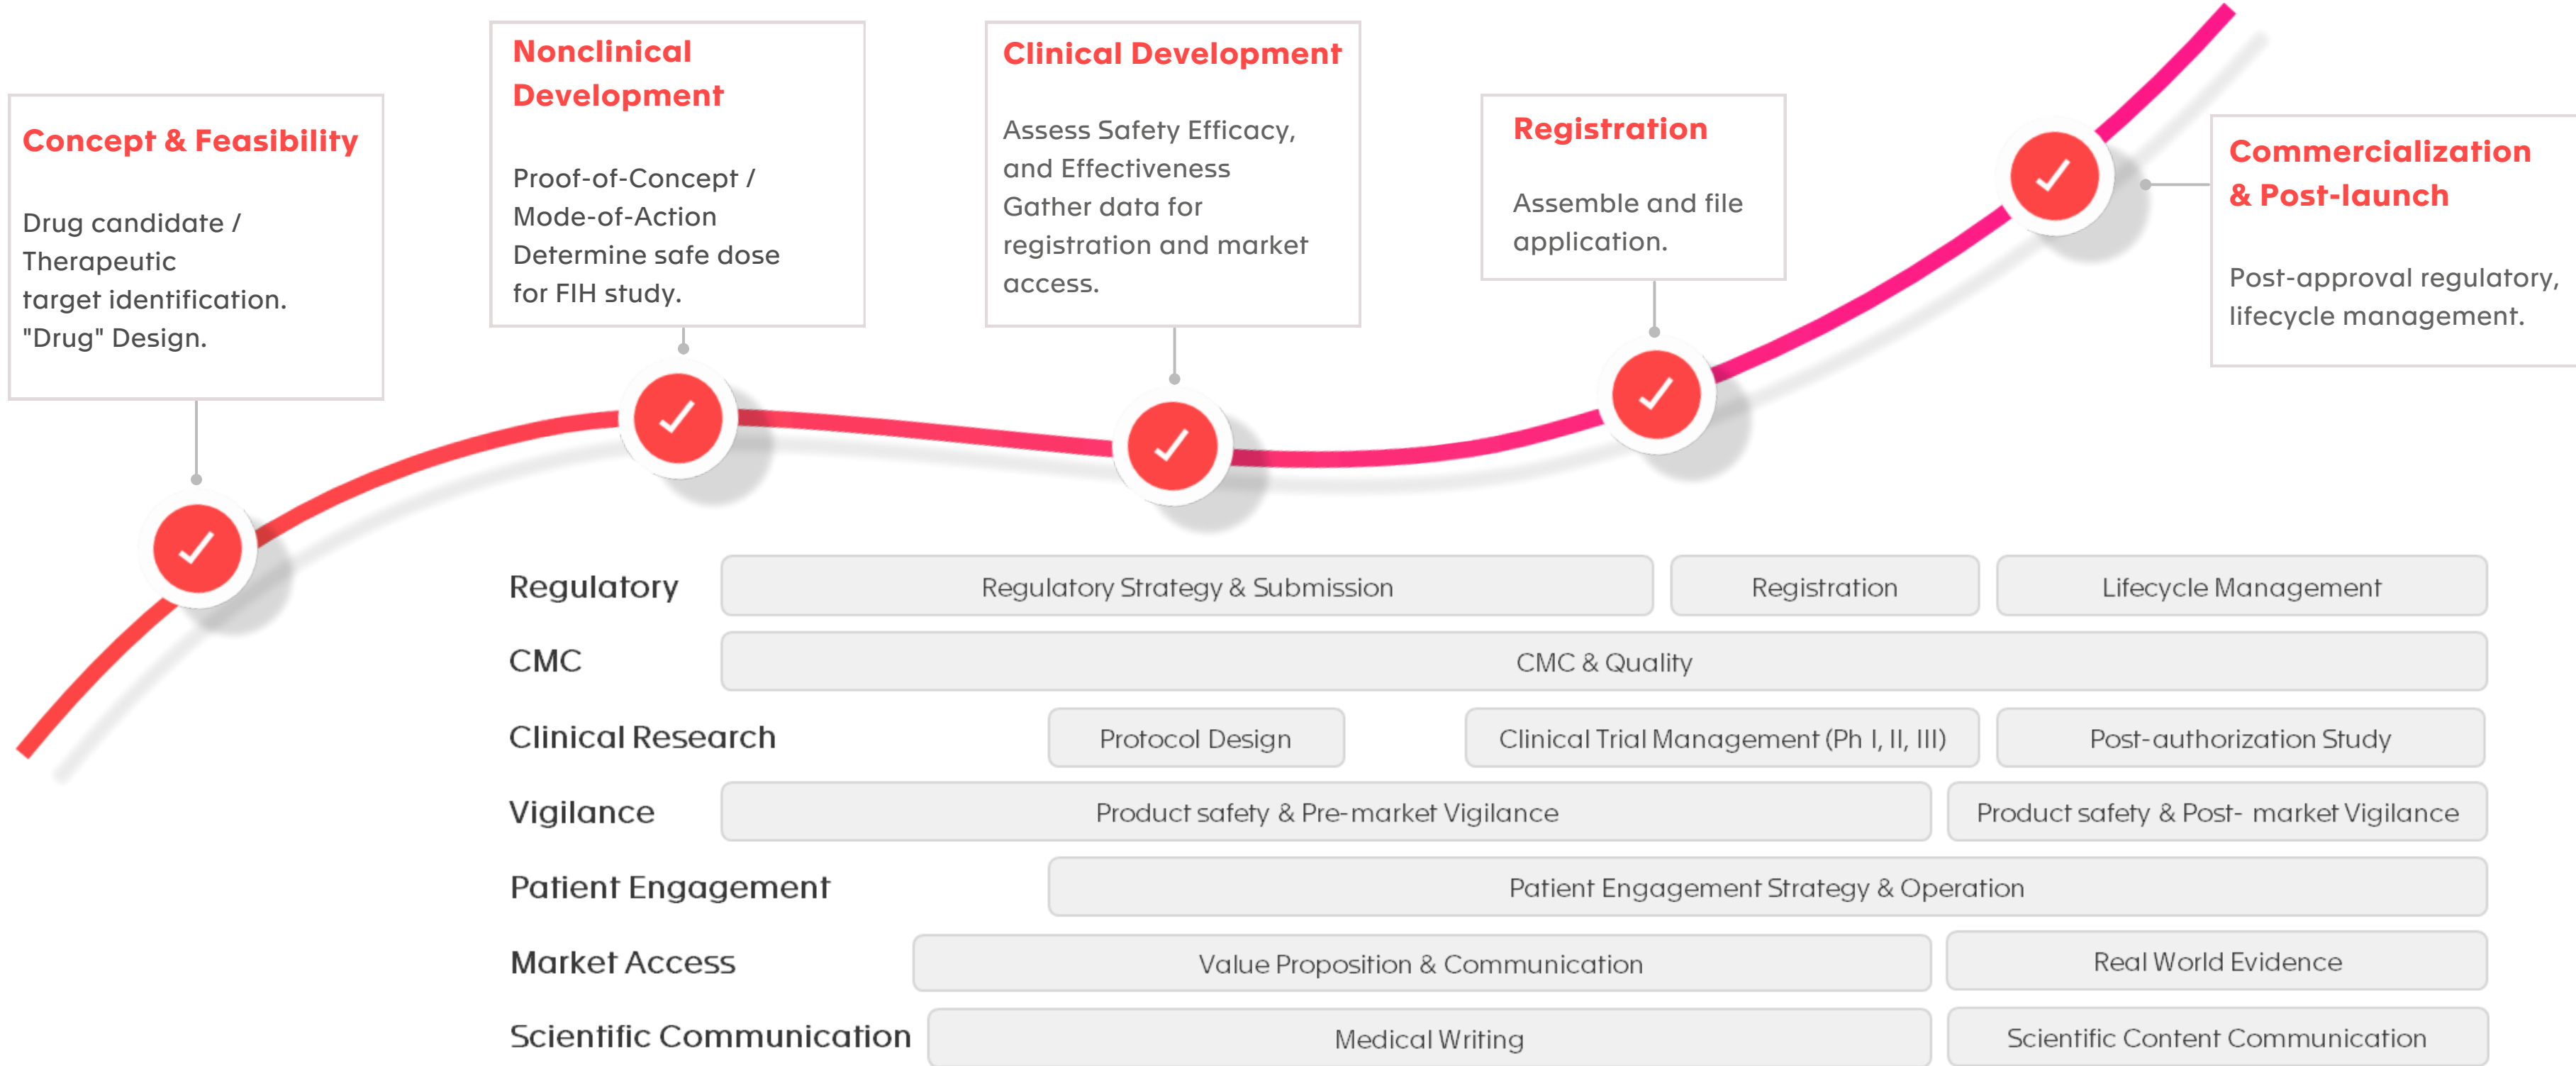 Concept & Feasibility
Drug candidate /
Therapeutic
target identification.
"Drug" Design.
Nonclinical
Development
Proof-of-Concept /
Mode-of-Action
Determine safe dose
for FIH study.
Clinical Development
Assess Safety Efficacy,
and Effectiveness
Gather data for
registration and market
access.
Registration
Assemble and file
application.
Commercialization
& Post-launch
Post-approval regulatory,
lifecycle management.
Regulatory
Regulatory Strategy & Submission
Registration
Lifecycle Management
CMC
CMC & Quality
Clinical Research
Protocol Design
Clinical Trial Management (Ph I, II, III)
Post-authorization Study
Vigilance
Product safety & Pre-market Vigilance
Product safety & Post- market Vigilance
Patient Engagement
Patient Engagement Strategy & Operation
Market Access
Value Proposition & Communication
Real World Evidence
Scientific Communication
Medical Writing
Scientific Content Communication